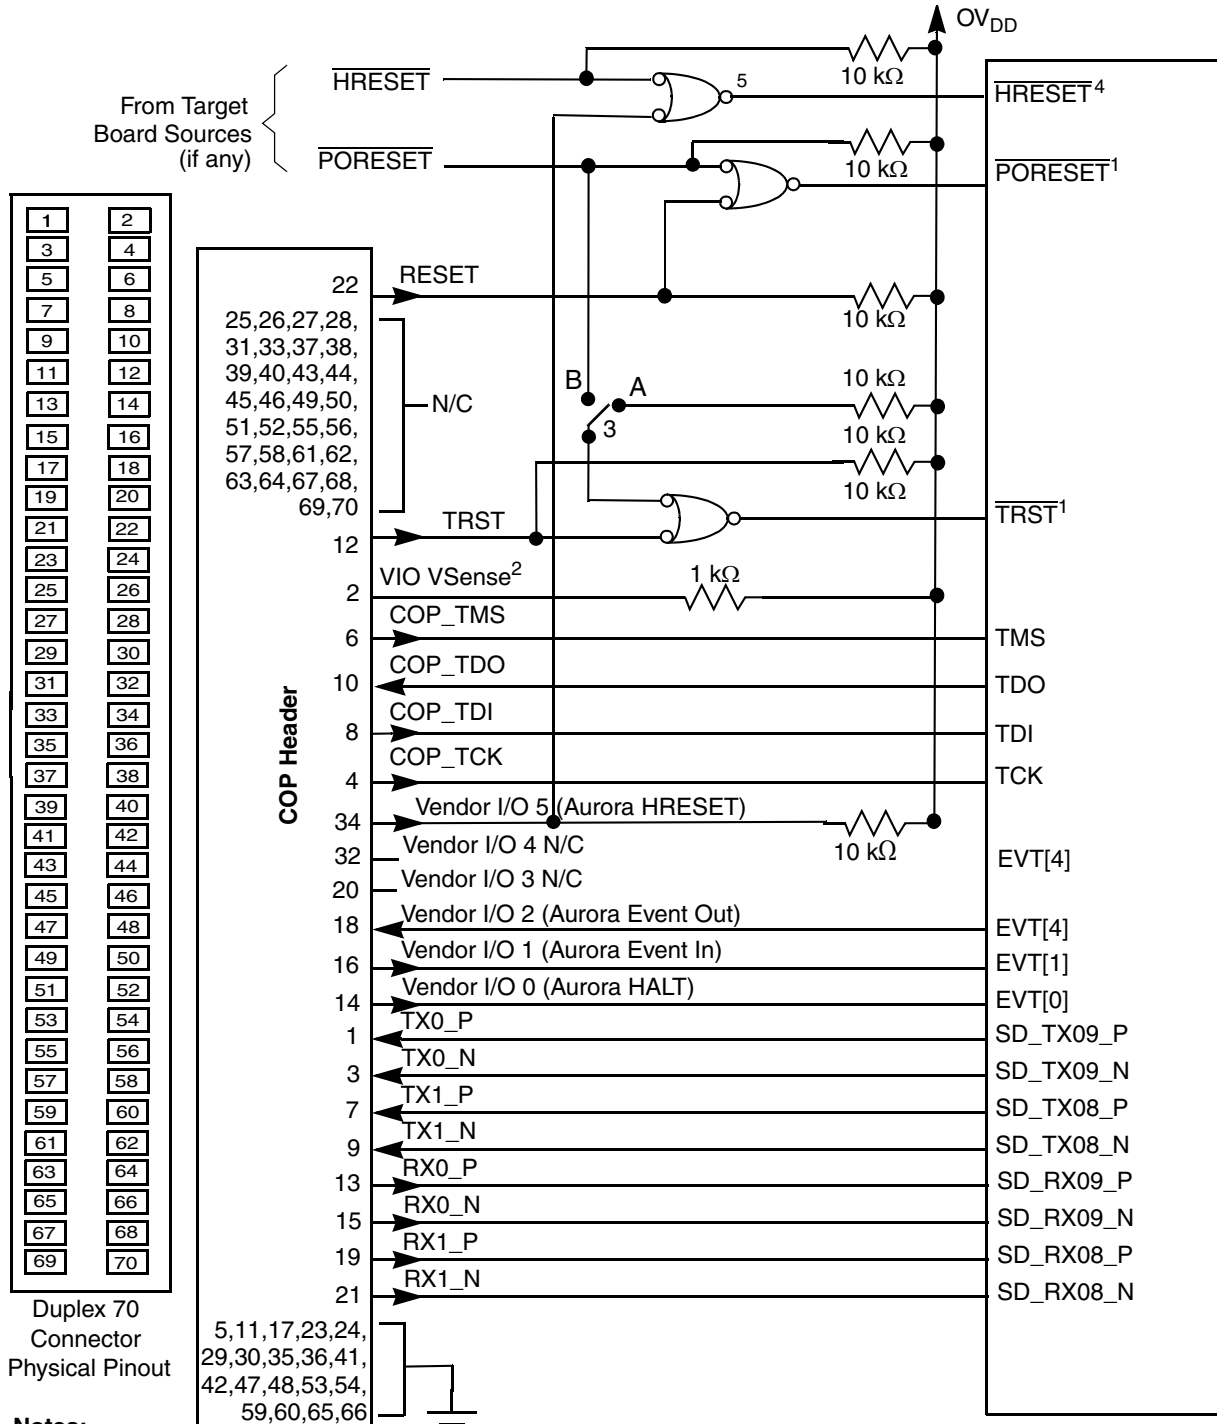 OVDD
HRESET
10 kΩ
5
HRESET4
From Target
Board Sources
(if any)
PORESET
10 kΩ
PORESET1
1 2
3 4
5 6
7 8
9 10
11 12
13 14
15 16
17 18
19 20
21 22
23 24
25 26
27 28
29 30
31 32
33 34
35 36
37 38
39 40
41 42
43 44
45 46
47 48
49 50
51 52
53 54
55 56
57 58
59 60
61 62
63 64
65 66
67 68
69 70
Duplex 70
Connector
Physical Pinout
COP Header
22 RESET
10 kΩ
25,26,27,28,
31,33,37,38,
39,40,43,44,
45,46,49,50,
51,52,55,56,
57,58,61,62,
63,64,67,68,
69,70
N/C
B A
3
10 kΩ
10 kΩ
10 kΩ
12 TRST
TRST1
2 VIO VSense2 1 kΩ
6 COP_TMS TMS
10 COP_TDO TDO
8 COP_TDI TDI
4 COP_TCK TCK
34 Vendor I/O 5 (Aurora HRESET)
10 kΩ
32 Vendor I/O 4 N/C EVT[4]
20 Vendor I/O 3 N/C
18 Vendor I/O 2 (Aurora Event Out) EVT[4]
16 Vendor I/O 1 (Aurora Event In) EVT[1]
14 Vendor I/O 0 (Aurora HALT) EVT[0]
1 TX0_P SD_TX09_P
3 TX0_N SD_TX09_N
7 TX1_P SD_TX08_P
9 TX1_N SD_TX08_N
13 RX0_P SD_RX09_P
15 RX0_N SD_RX09_N
19 RX1_P SD_RX08_P
21 RX1_N SD_RX08_N
5,11,17,23,24,
29,30,35,36,41,
42,47,48,53,54,
59,60,65,66
Notes: